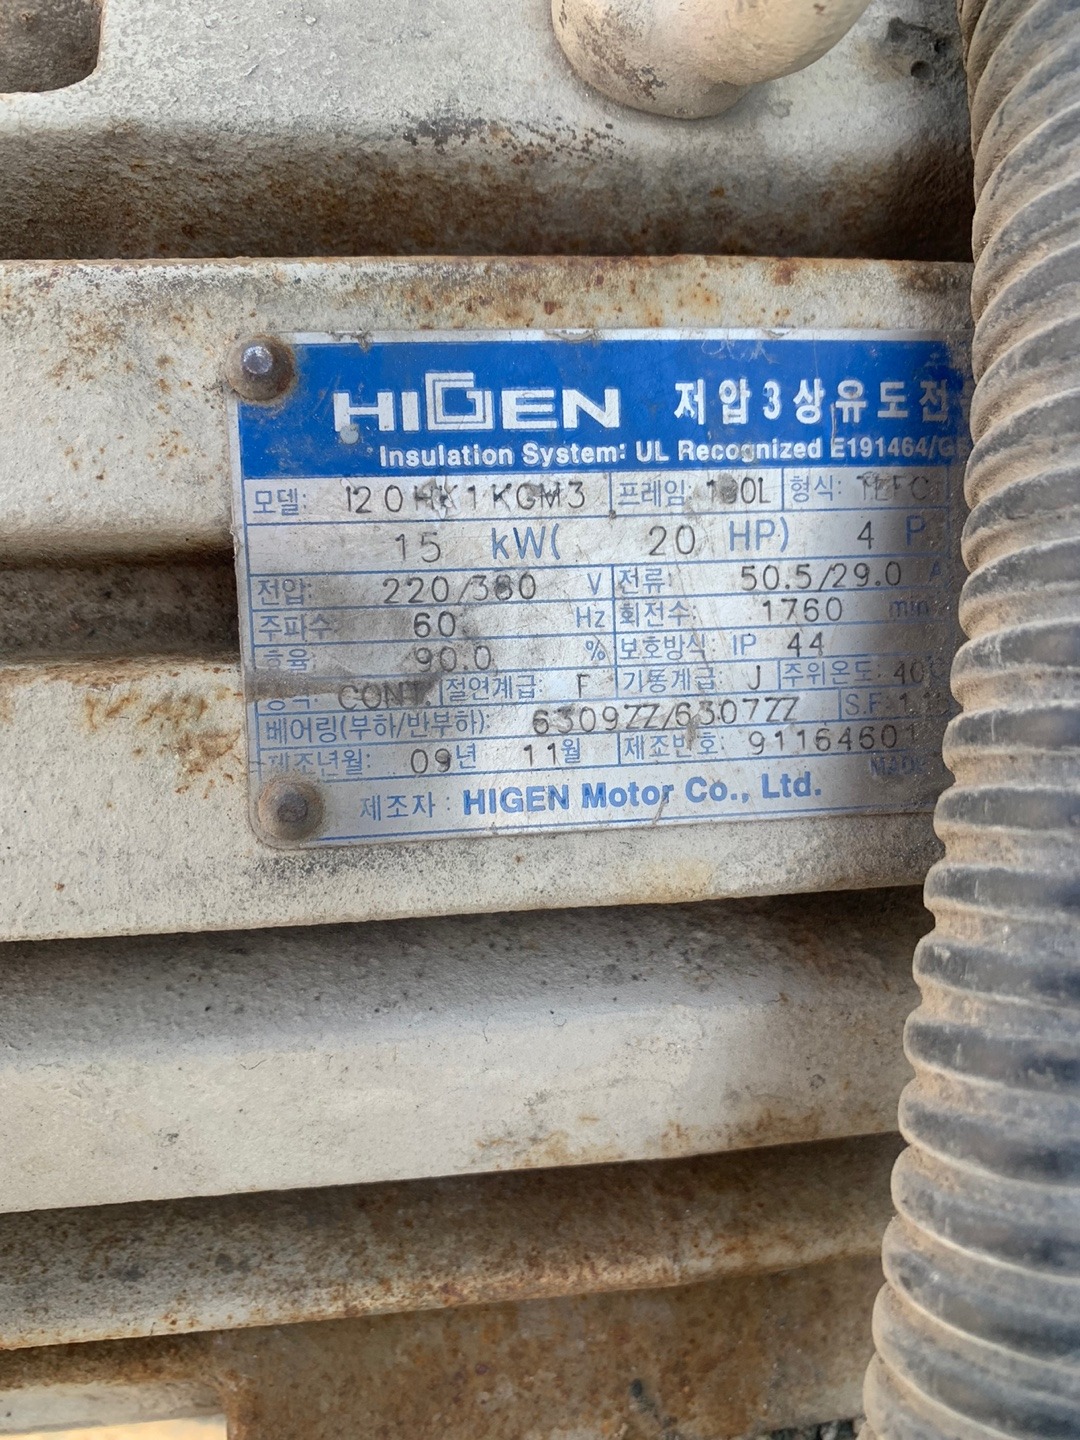 HIGEN 저압3상유도전
Insulation System: UL Recognized E191464/
모델: 120HK1KGM3 프레임: 160L 형식:
15 kW( 20 HP) 4 P
전압: 220/380 V 전류: 50.5/29.0 A
주파수: 60 Hz 회전수: 1760 min
효율: 90.0 % 보호방식: IP 44
CONT. 절연계급: F 기동계급: J 주위온도: 40
베어링(부하/반부하): 6309ZZ/6307ZZ S.F:
제조년월: 09년 11월 제조번호: 91164601
MADE
제조자 : HIGEN Motor Co., Ltd.